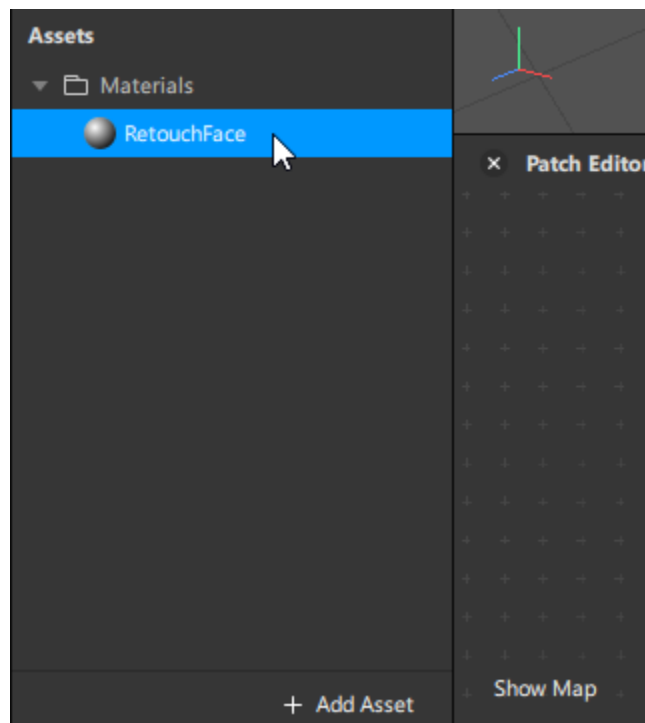 Assets
Materials
RetouchFace
Patch Editor
Show Map
+ Add Asset